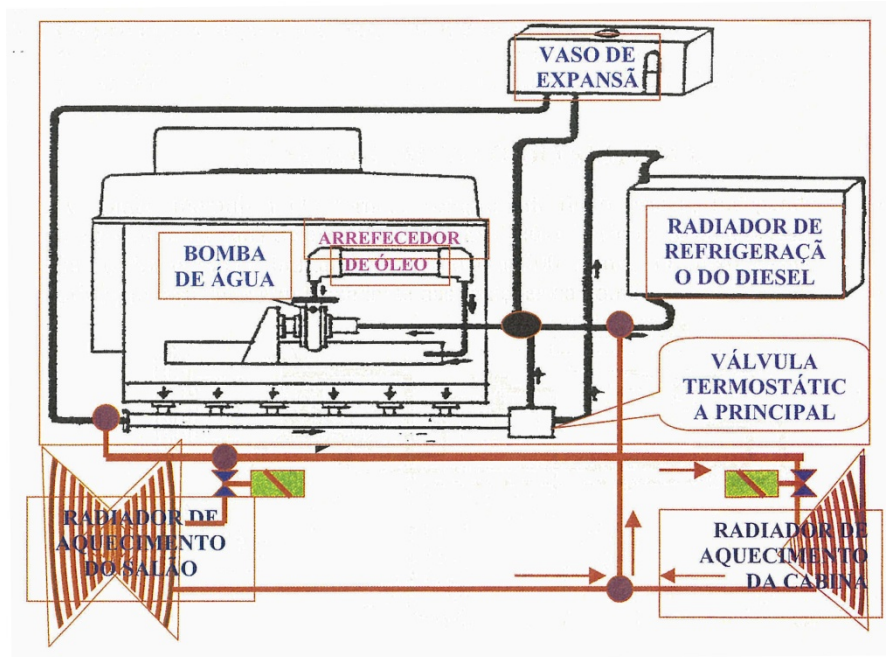 VASO DE
EXPANSÃ
ARREFECEDOR
DE ÓLEO
BOMBA
DE ÁGUA
RADIADOR DE
REFRIGERAÇÃ
O DO DIESEL
VÁLVULA
TERMOSTÁTIC
A PRINCIPAL
RADIADOR DE
AQUECIMENTO
DO SALÃO
RADIADOR DE
AQUECIMENTO
DA CABINA